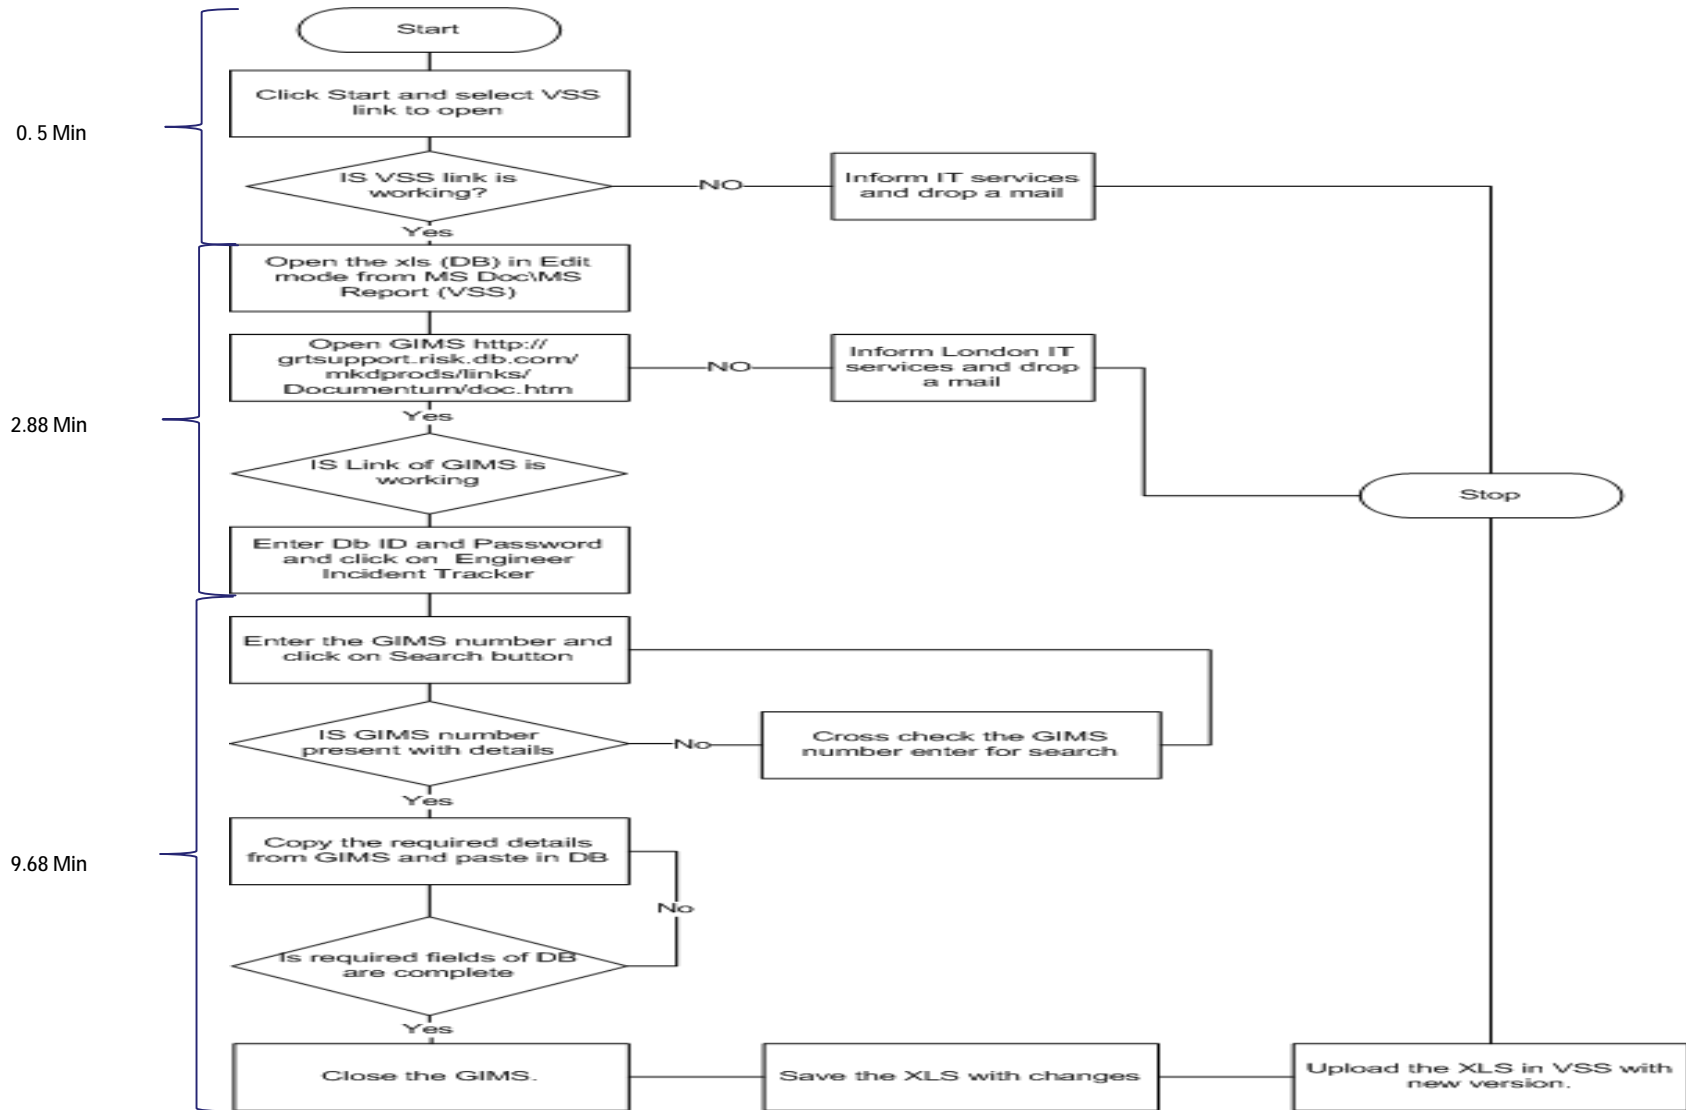 Start
Click Start and select VSS
link to open
0. 5 Min
IS VSS link is
working?
NO
Inform IT services
and drop a mail
Yes
Open the xls (DB) in Edit
mode from MS Doc\MS
Report (VSS)
Open GIMS http://
grtsupport.risk.db.com/
mkdprods/links/
Documentum/doc.htm
NO
Inform London IT
services and drop
a mail
Yes
2.88 Min
IS Link of GIMS is
working
Stop
Enter Db ID and Password
and click on Engineer
Incident Tracker
Enter the GIMS number and
click on Search button
IS GIMS number
present with details
No
Cross check the GIMS
number enter for search
Yes
Copy the required details
from GIMS and paste in DB
9.68 Min
No
Is required fields of DB
are complete
Yes
Close the GIMS.
Save the XLS with changes
Upload the XLS in VSS with
new version.